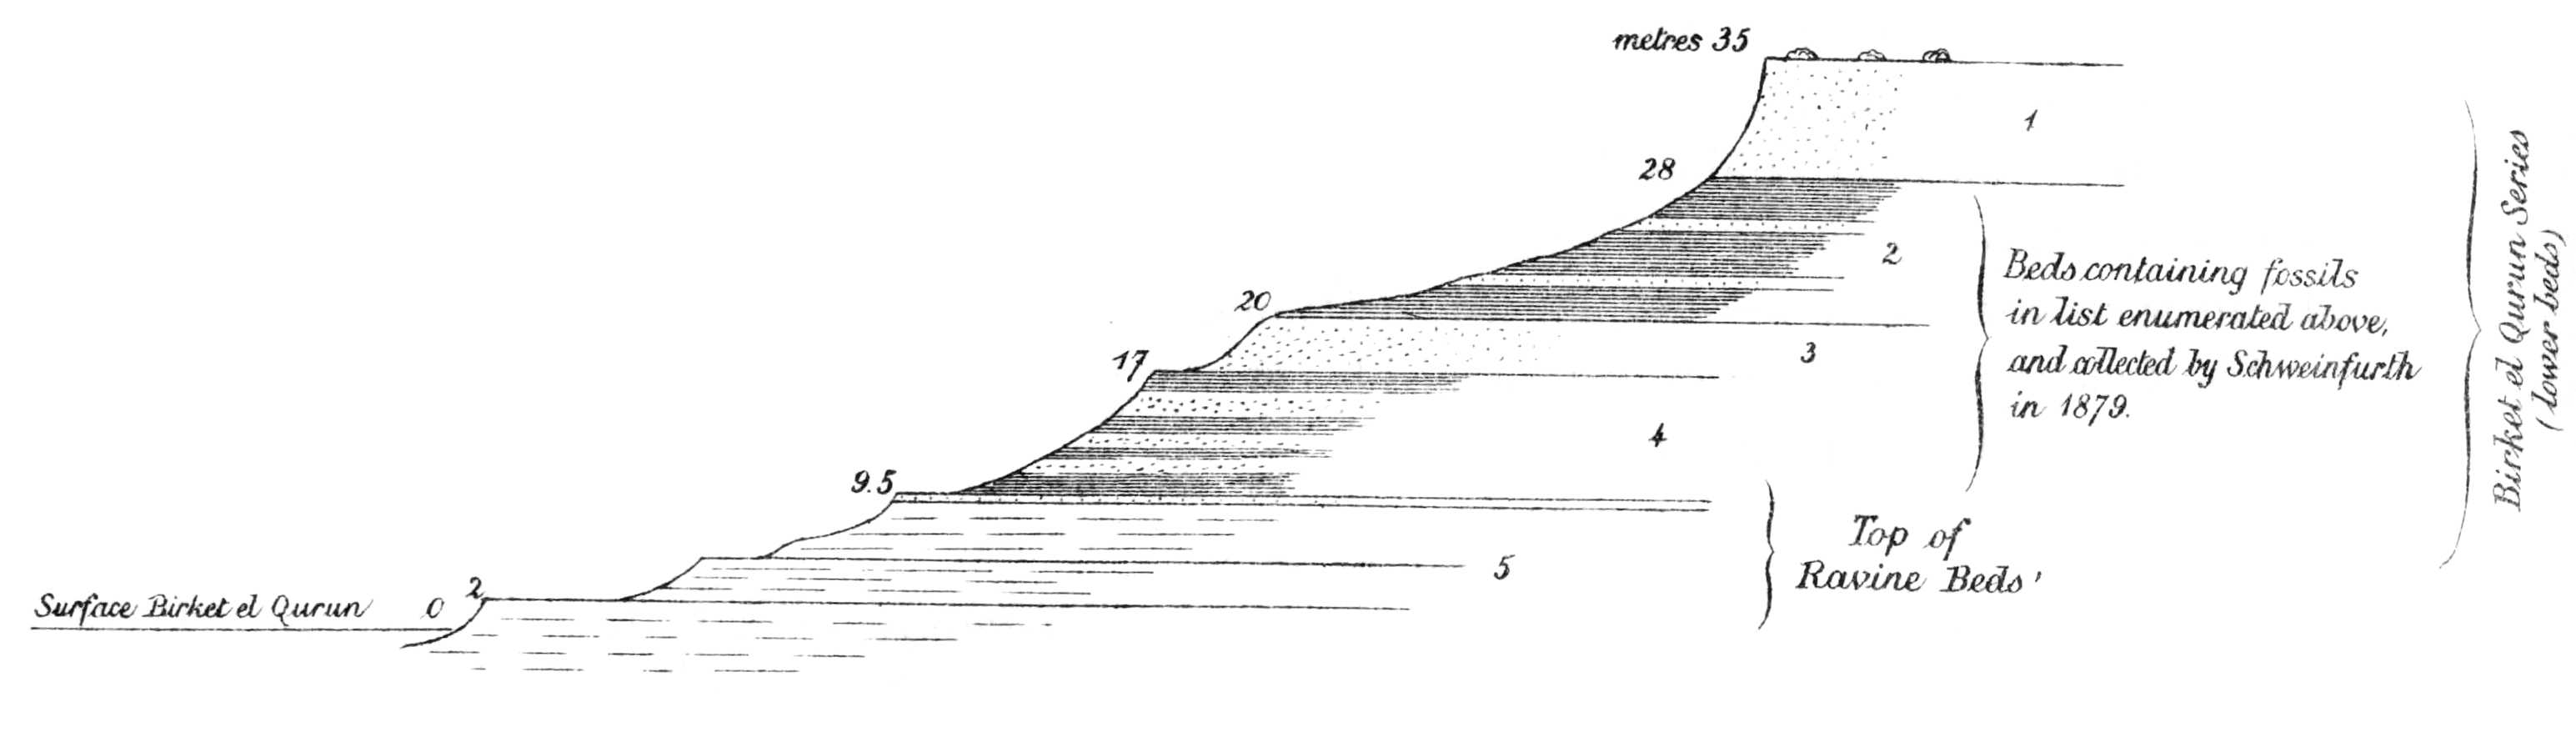 metres 35
1
28
2
20
3
17
4
9.5
5
2
0
Surface Birket el Qurun
Beds containing fossils
in list enumerated above,
and collected by Schweinfurth
in 1879.
Top of
Ravine Beds'
Birket el Qurun Series
(lower beds)